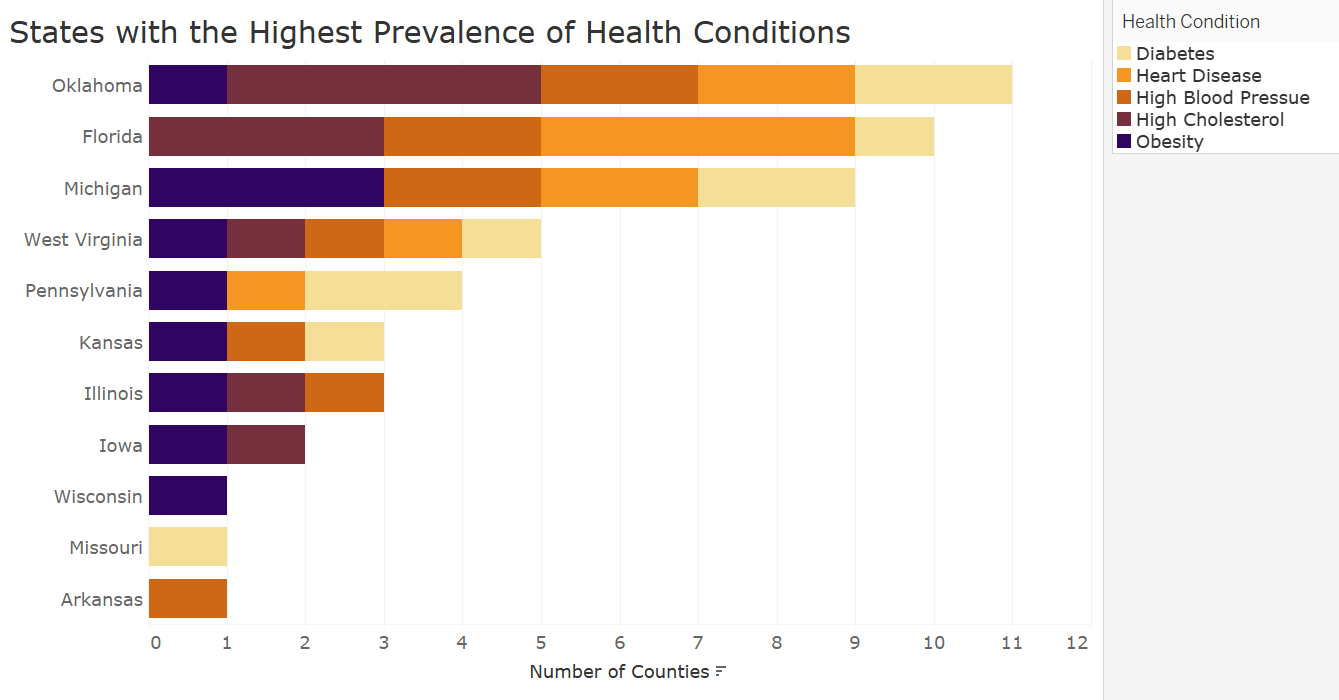 States with the Highest Prevalence of Health Conditions
Oklahoma
Florida
Michigan
West Virginia
Pennsylvania
Kansas
Illinois
Iowa
Wisconsin
Missouri
Arkansas
0 1 2 3 4 5 6 7 8 9 10 11 12
Number of Counties
Health Condition
Diabetes
Heart Disease
High Blood Pressue
High Cholesterol
Obesity